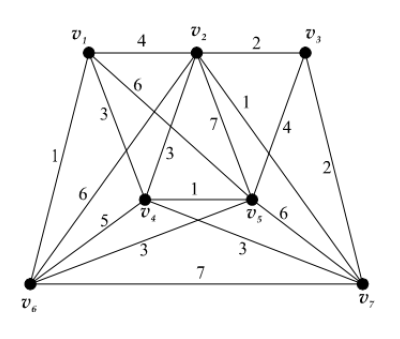 v₁ 4 v₂ 2 v₃
6
3 7 1 4
3
1 2
6 5 1 6
v₄ v₅
3 3
7
v₆ v₇